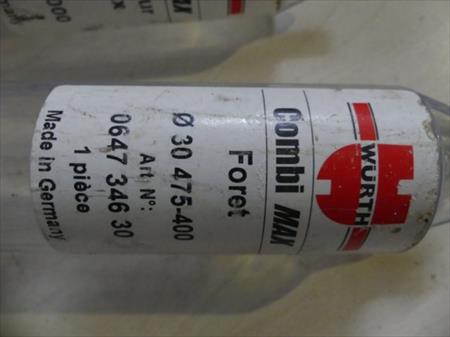 WÜRTH
Combi MAX
Foret
Ø 30 475-400
Art N°:
0647 346 30
1 pièce
Made in Germany